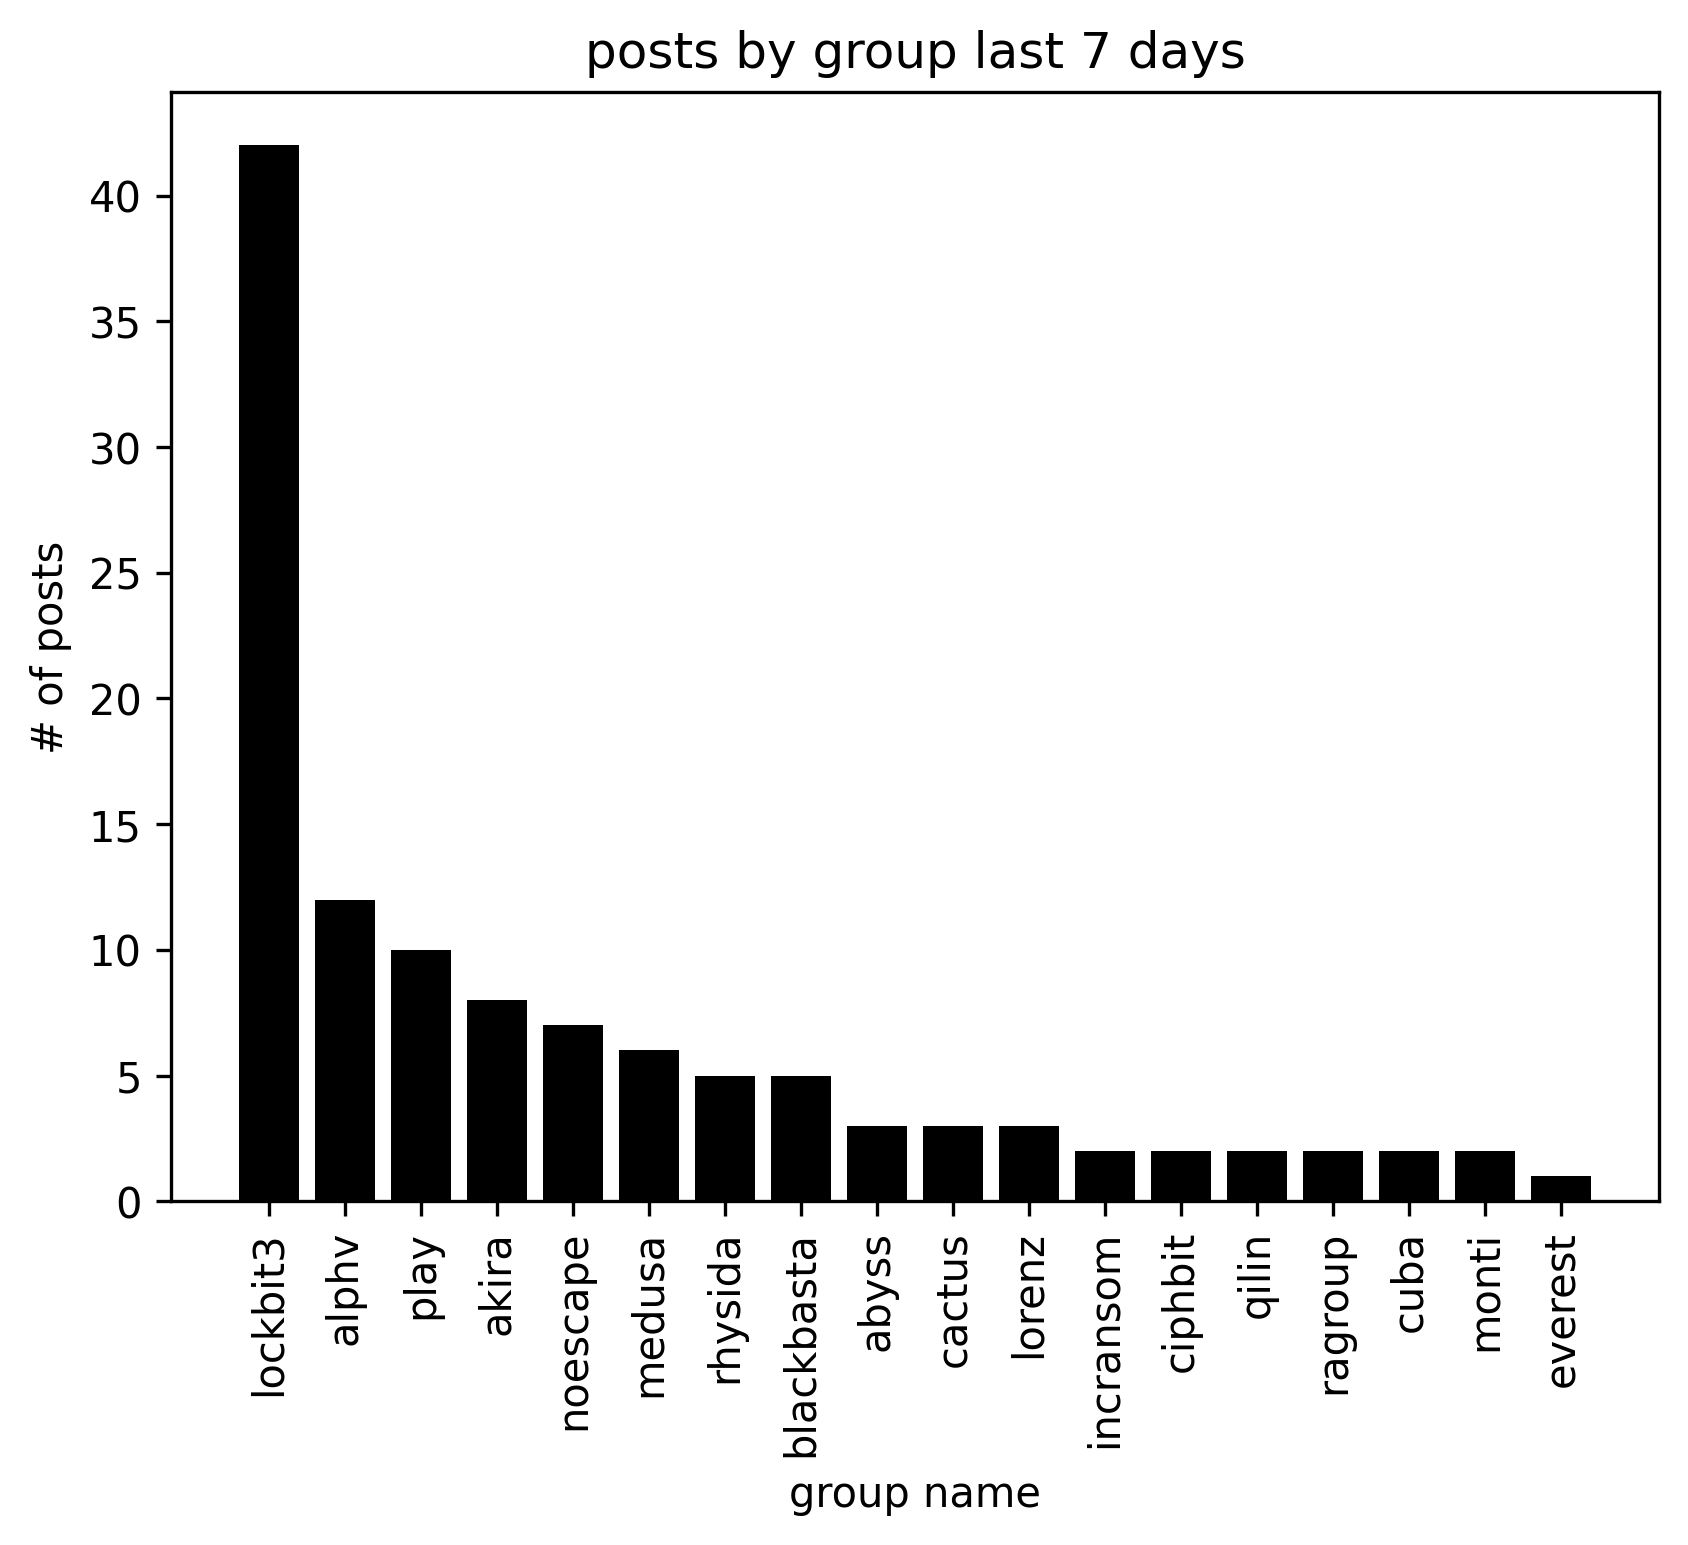 posts by group last 7 days
# of posts
40
35
30
25
20
15
10
5
0
lockbit3
alphv
play
akira
noescape
medusa
rhysida
blackbasta
abyss
cactus
lorenz
incransom
ciphbit
qilin
ragroup
cuba
monti
everest
group name